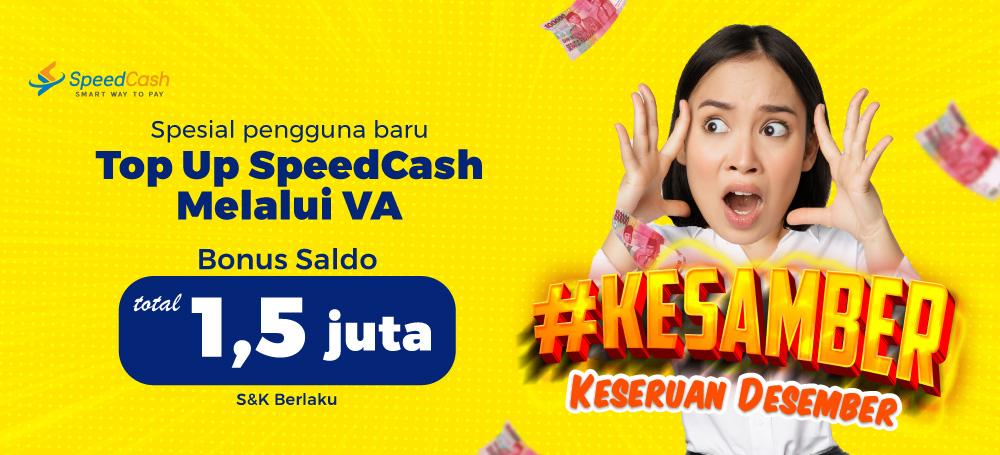 SpeedCash
SMART WAY TO PAY
Spesial pengguna baru
Top Up SpeedCash
Melalui VA
Bonus Saldo
total 1,5 juta
S&K Berlaku
#KESAMBER
KESERUAN DESEMBER
100000